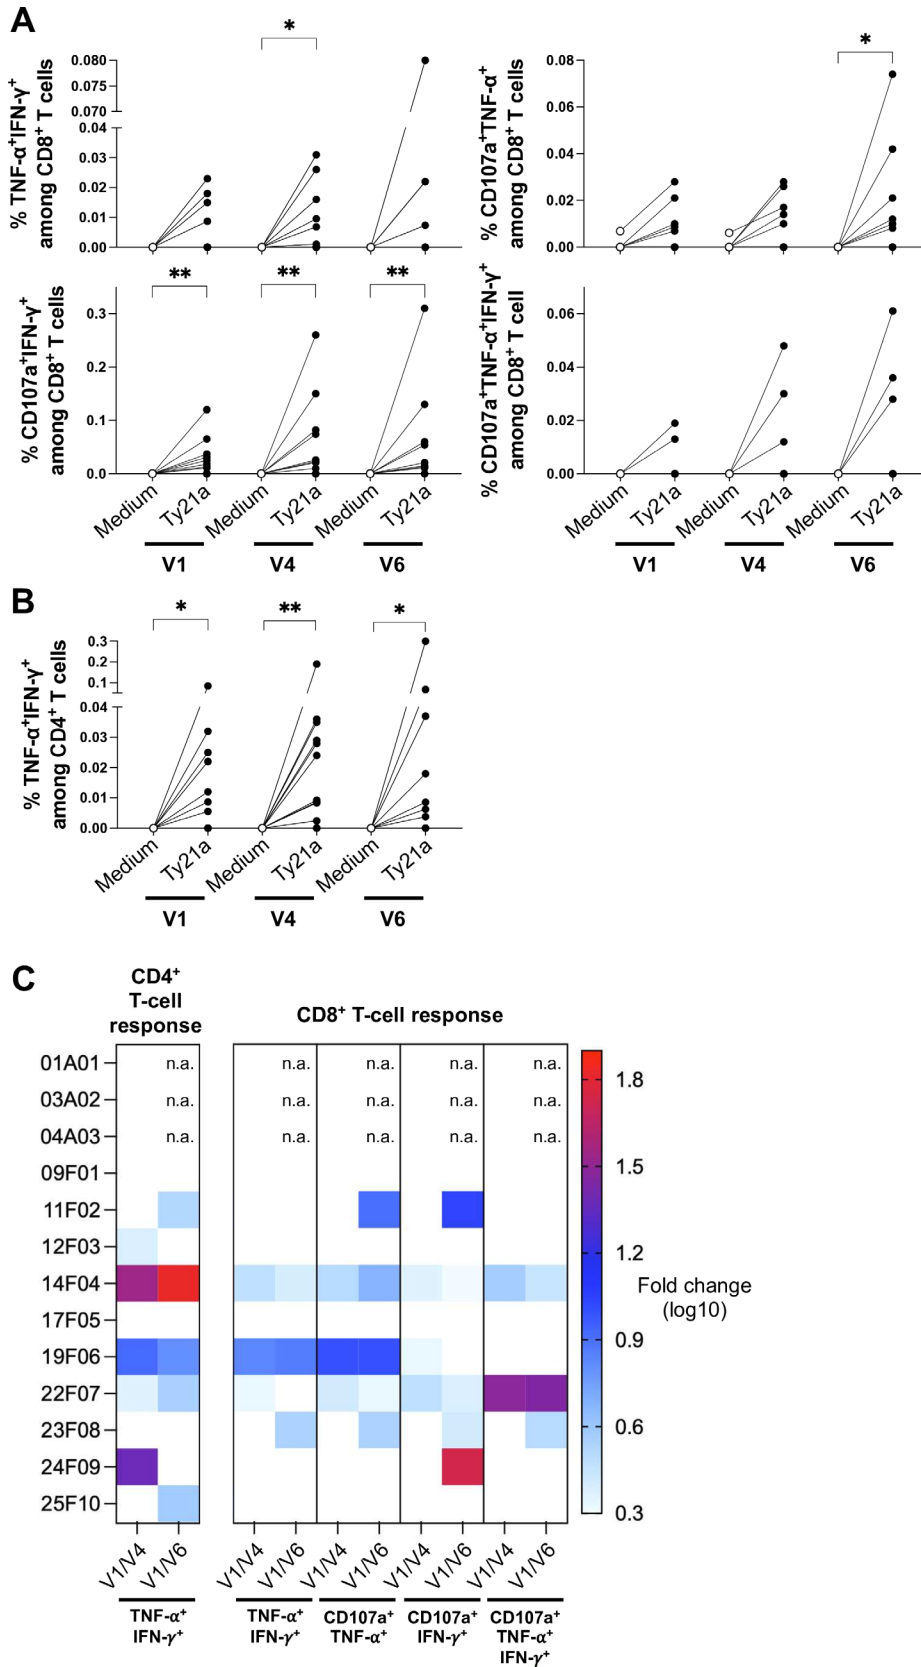 A
% TNF-α⁺IFN-γ⁺
among CD8⁺ T cells
0.080
0.075
0.070
0.04
0.03
0.02
0.01
0.00
*
% CD107a⁺TNF-α⁺
among CD8⁺ T cells
0.08
0.06
0.04
0.02
0.00
*
% CD107a⁺IFN-γ⁺
among CD8⁺ T cells
0.3
0.2
0.1
0.0
** ** **
Medium Ty21a Medium Ty21a Medium Ty21a
V1 V4 V6
% CD107a⁺TNF-α⁺IFN-γ⁺
among CD8⁺ T cell
0.06
0.04
0.02
0.00
Medium Ty21a Medium Ty21a Medium Ty21a
V1 V4 V6
B
% TNF-α⁺IFN-γ⁺
among CD4⁺ T cells
0.3
0.2
0.1
0.04
0.03
0.02
0.01
0.00
* ** *
Medium Ty21a Medium Ty21a Medium Ty21a
V1 V4 V6
C
CD4⁺
T-cell
response
CD8⁺ T-cell response
01A01 n.a. n.a. n.a. n.a. n.a.
03A02 n.a. n.a. n.a. n.a. n.a.
04A03 n.a. n.a. n.a. n.a. n.a.
09F01
11F02
12F03
14F04
17F05
19F06
22F07
23F08
24F09
25F10
1.8
1.5
1.2
0.9
0.6
0.3
Fold change
(log10)
V1/V4 V1/V6 V1/V4 V1/V6 V1/V4 V1/V6 V1/V4 V1/V6 V1/V4 V1/V6
TNF-α⁺
IFN-γ⁺
TNF-α⁺
IFN-γ⁺
CD107a⁺
TNF-α⁺
CD107a⁺
IFN-γ⁺
CD107a⁺
TNF-α⁺
IFN-γ⁺